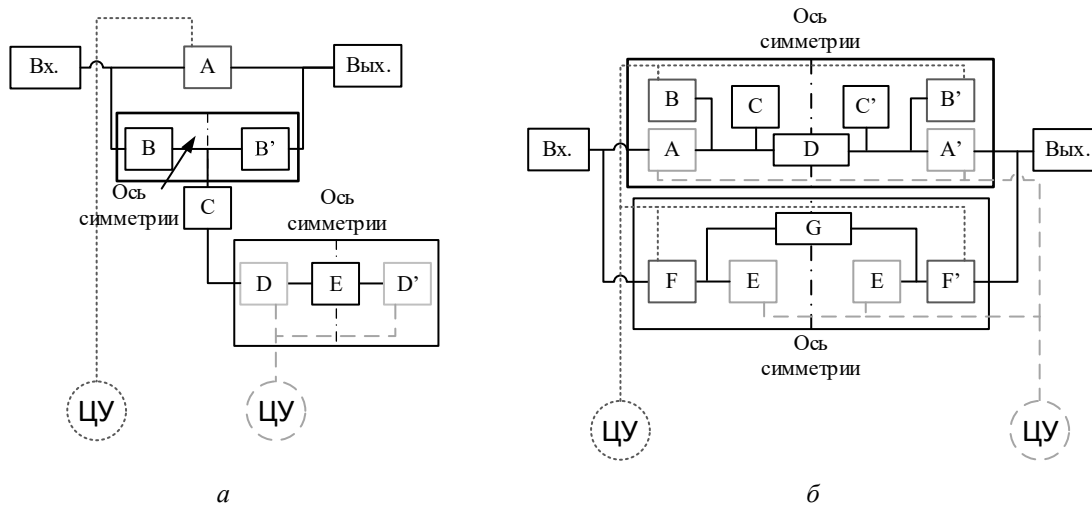 Вх.
A
Вых.
B
B’
Ось
симметрии
C
Ось
симметрии
D
E
D’
ЦУ
ЦУ
а
Ось
симметрии
B
C
C’
B’
Вх.
A
D
A’
Вых.
G
F
E
E
F’
Ось
симметрии
ЦУ
ЦУ
б